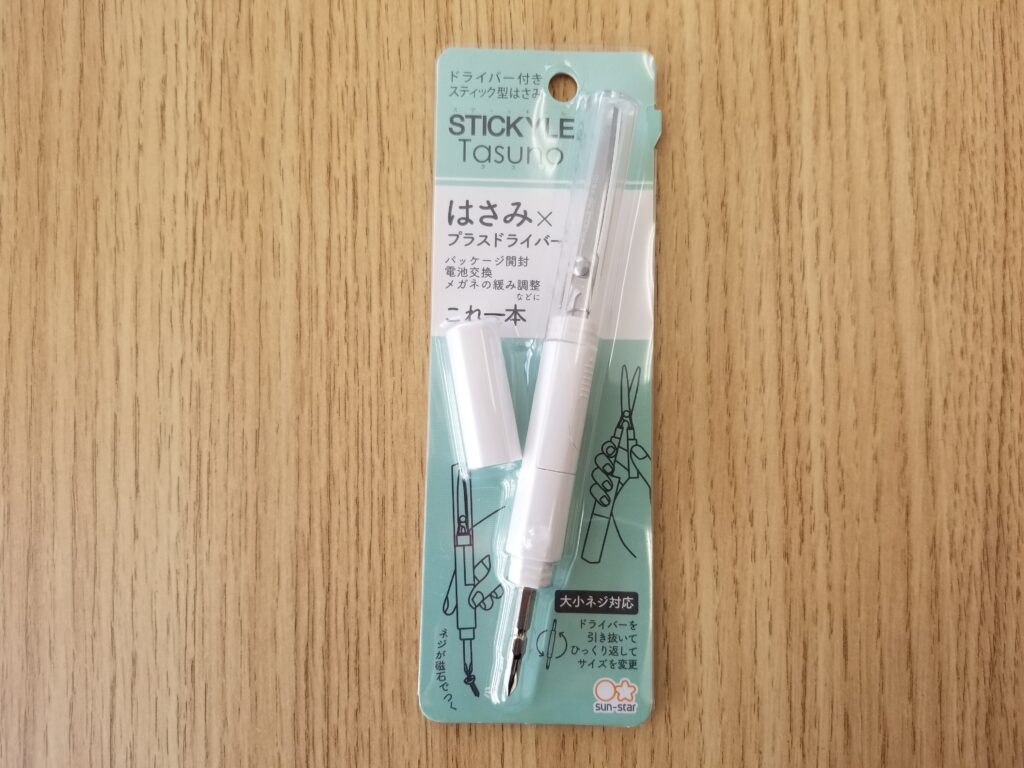 ドライバー付き
スティック型はさみ
STICKYLE
Tasuno
はさみ×
プラスドライバー
パッケージ開封
電池交換
メガネの緩み調整
などに
これ一本
大小ネジ対応
ドライバーを
引き抜いて
ひっくり返して
サイズを変更
ネジが磁石でつく
sun-star